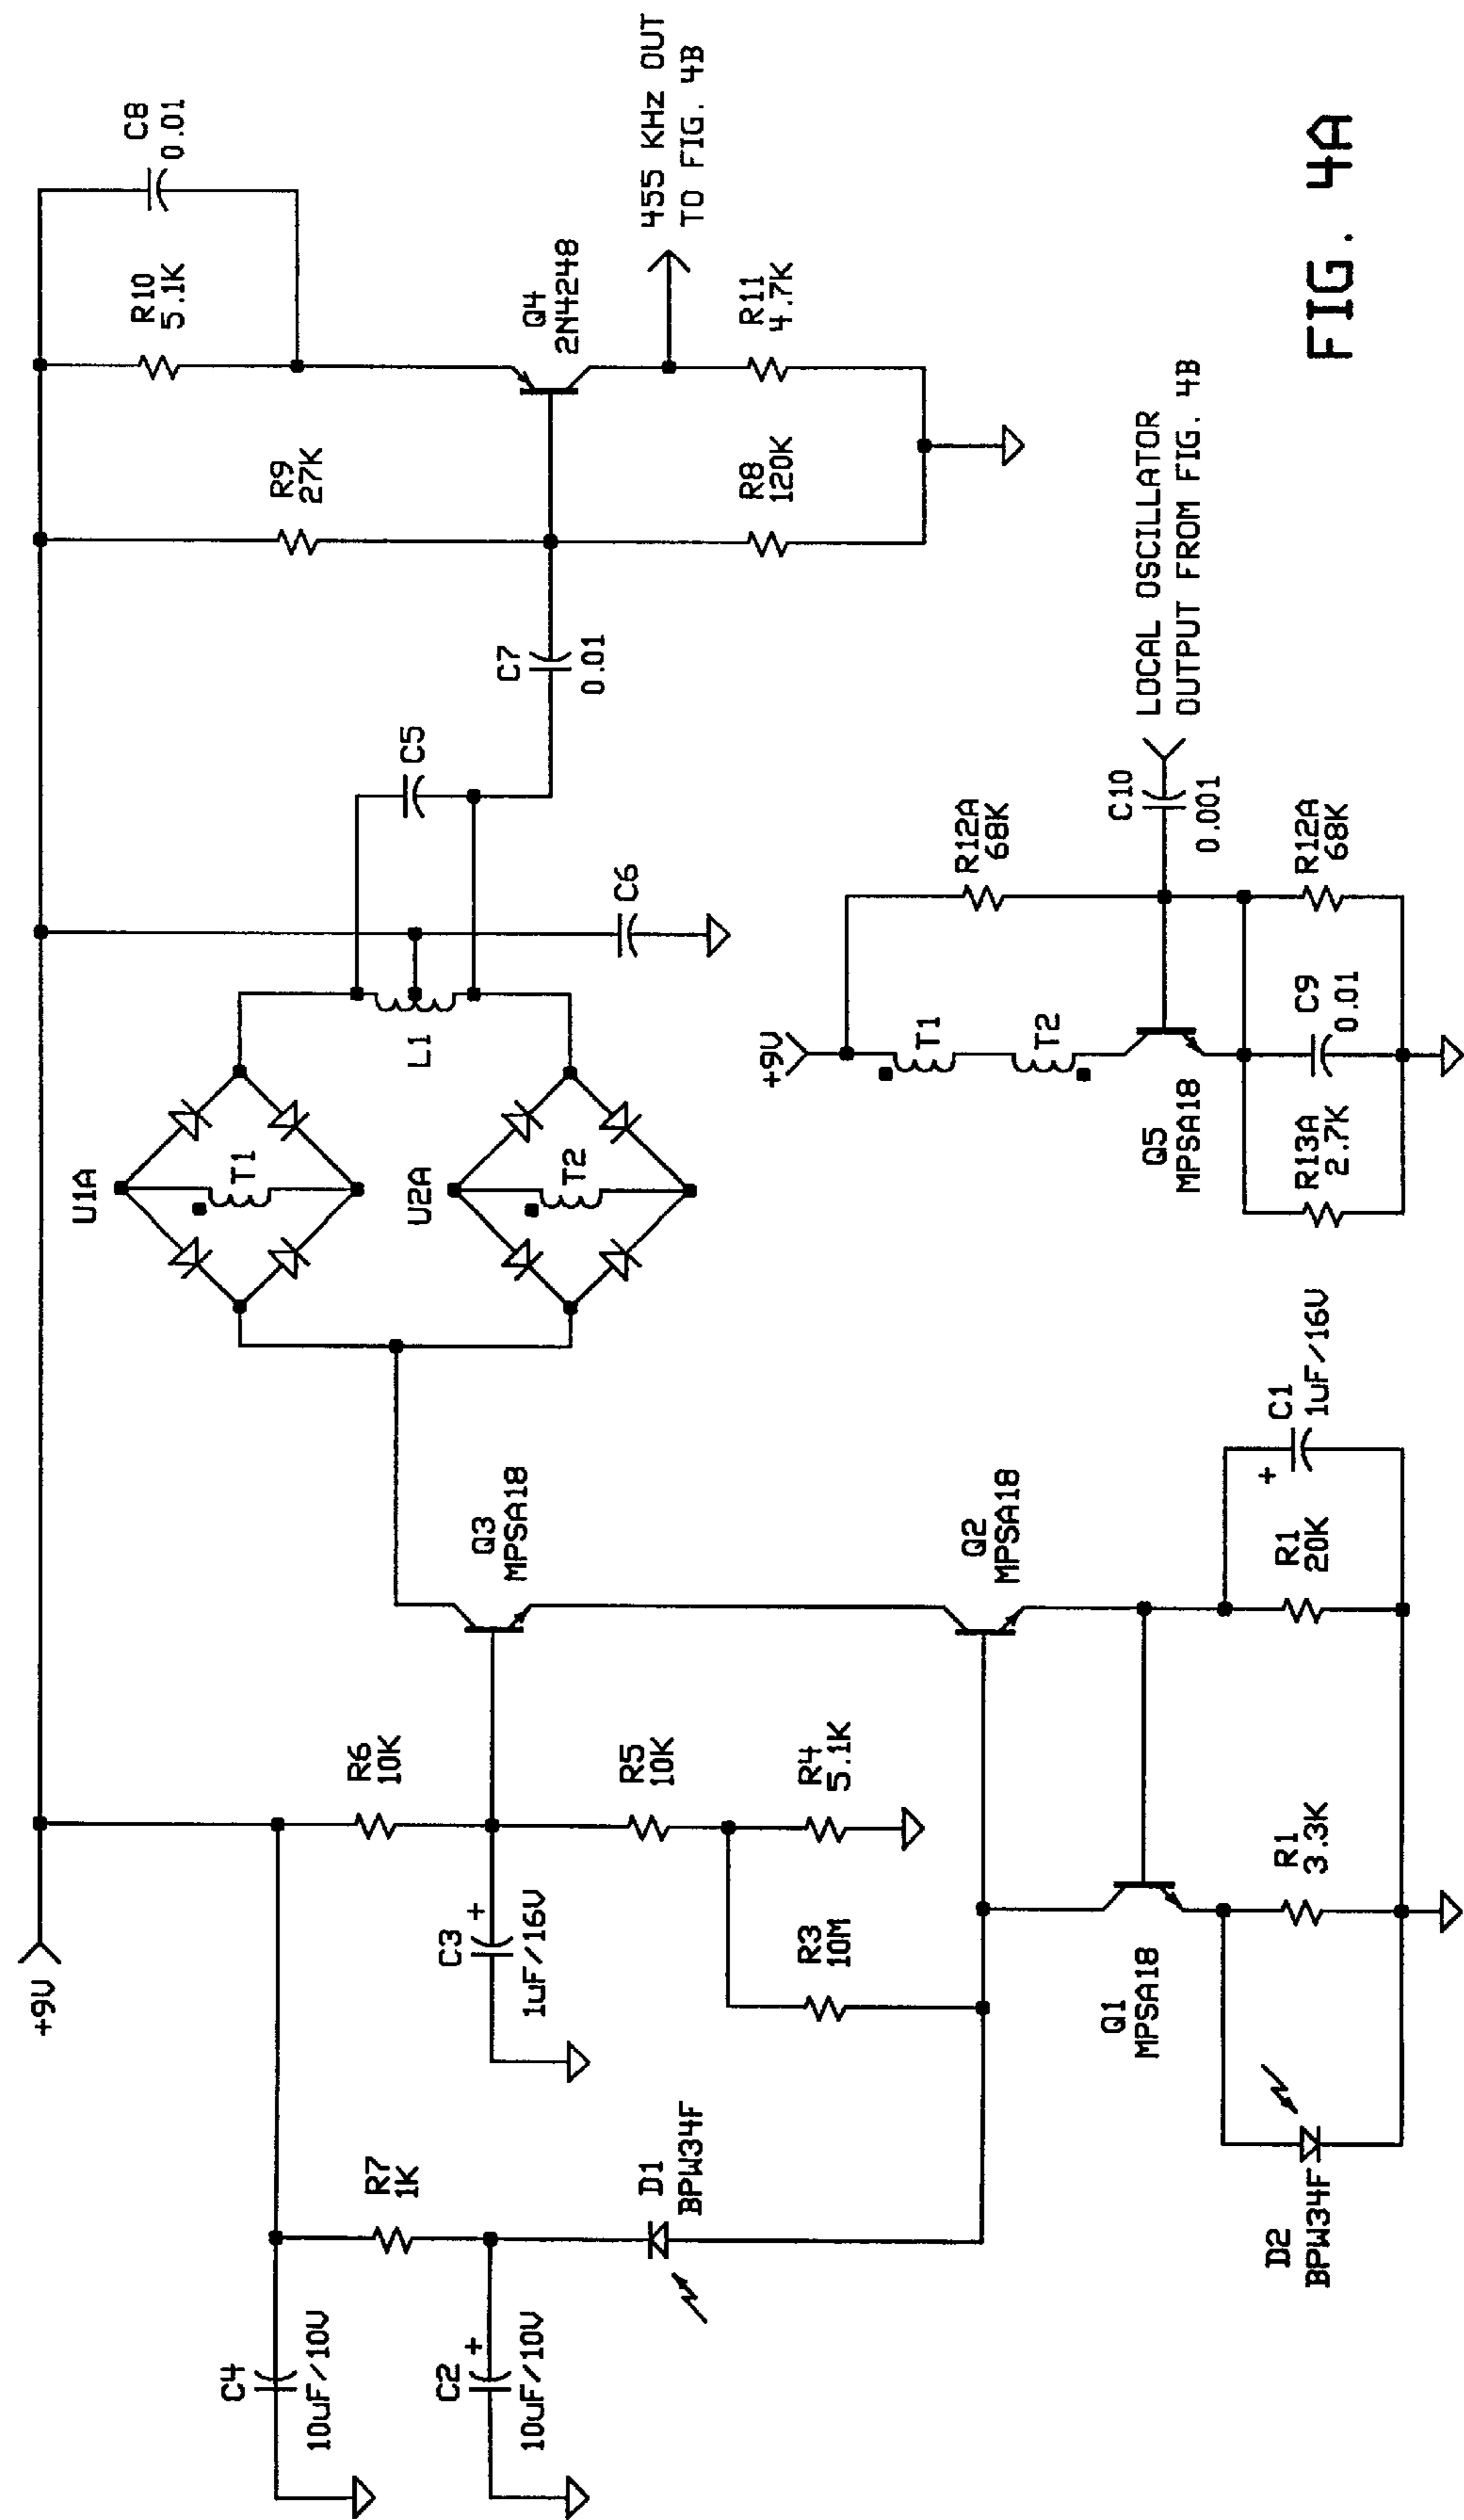 +9V
C4
10uF/10V
R7
1K
C2
+
10uF/10V
D1
BPW34F
R6
10K
C3
+
1uF/16V
R5
10K
R4
5.1K
R3
10M
Q3
MPSA18
Q2
MPSA18
Q1
MPSA18
D2
BPW34F
R1
3.3K
R1
20K
C1
+
1uF/16V
U1A
T1
U2A
T2
L1
C5
C6
C7
0.01
R9
27K
R8
120K
R10
5.1K
C8
0.01
Q4
2N4248
R11
4.7K
455 KHz OUT
TO FIG. 4B
+9V
T1
T2
R12A
68K
C10
0.001
LOCAL OSCILLATOR
OUTPUT FROM FIG. 4B
Q5
MPSA18
R13A
2.7K
C9
0.01
R12A
68K
FIG. 4A